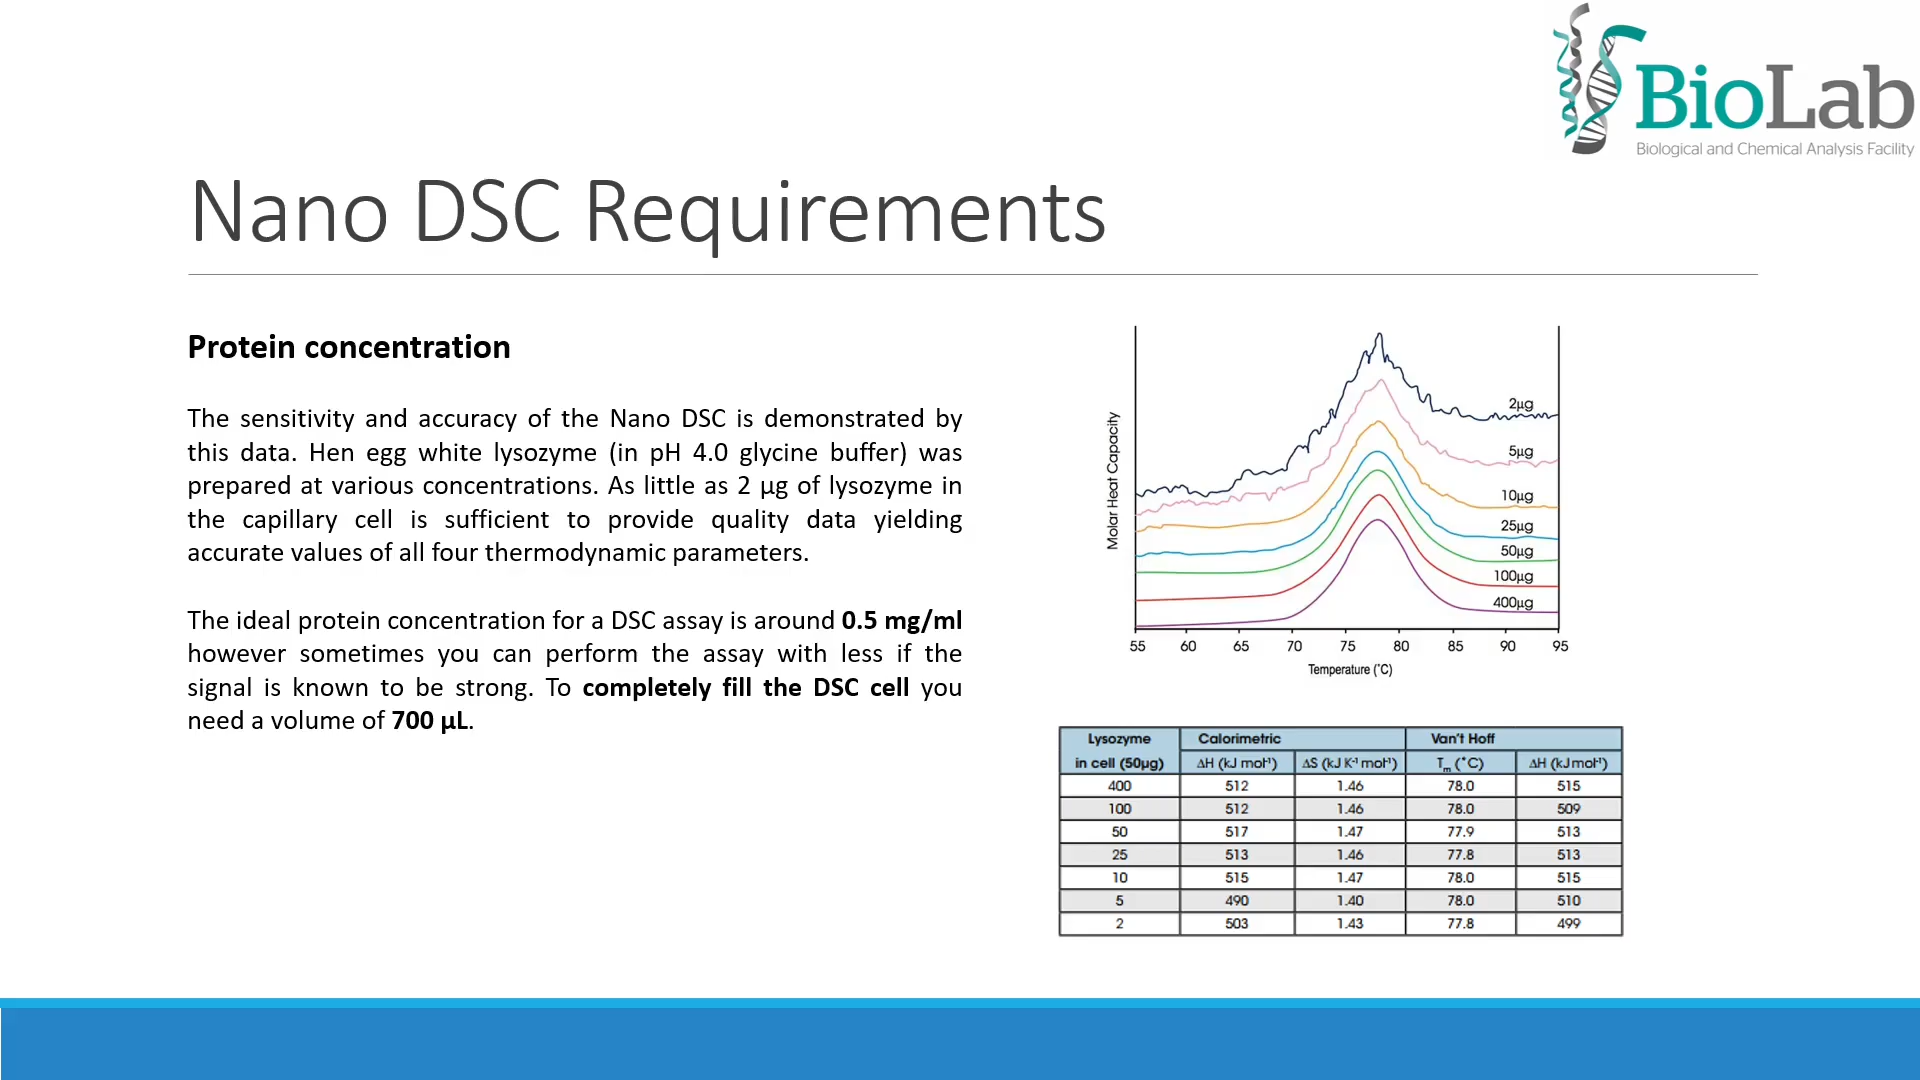 BioLab
Biological and Chemical Analysis Facility
Nano DSC Requirements
Protein concentration
The sensitivity and accuracy of the Nano DSC is demonstrated by
this data. Hen egg white lysozyme (in pH 4.0 glycine buffer) was
prepared at various concentrations. As little as 2 µg of lysozyme in
the capillary cell is sufficient to provide quality data yielding
accurate values of all four thermodynamic parameters.
The ideal protein concentration for a DSC assay is around 0.5 mg/ml
however sometimes you can perform the assay with less if the
signal is known to be strong. To completely fill the DSC cell you
need a volume of 700 µL.
Molar Heat Capacity
2µg
5µg
10µg
25µg
50µg
100µg
400µg
55 60 65 70 75 80 85 90 95
Temperature (˚C)
Lysozyme Calorimetric Van't Hoff
in cell (50µg) ΔH (kJ mol⁻¹) ΔS (kJ K⁻¹ mol⁻¹) Tm (˚C) ΔH (kJ mol⁻¹)
400 512 1.46 78.0 515
100 512 1.46 78.0 509
50 517 1.47 77.9 513
25 513 1.46 77.8 513
10 515 1.47 78.0 515
5 490 1.40 78.0 510
2 503 1.43 77.8 499